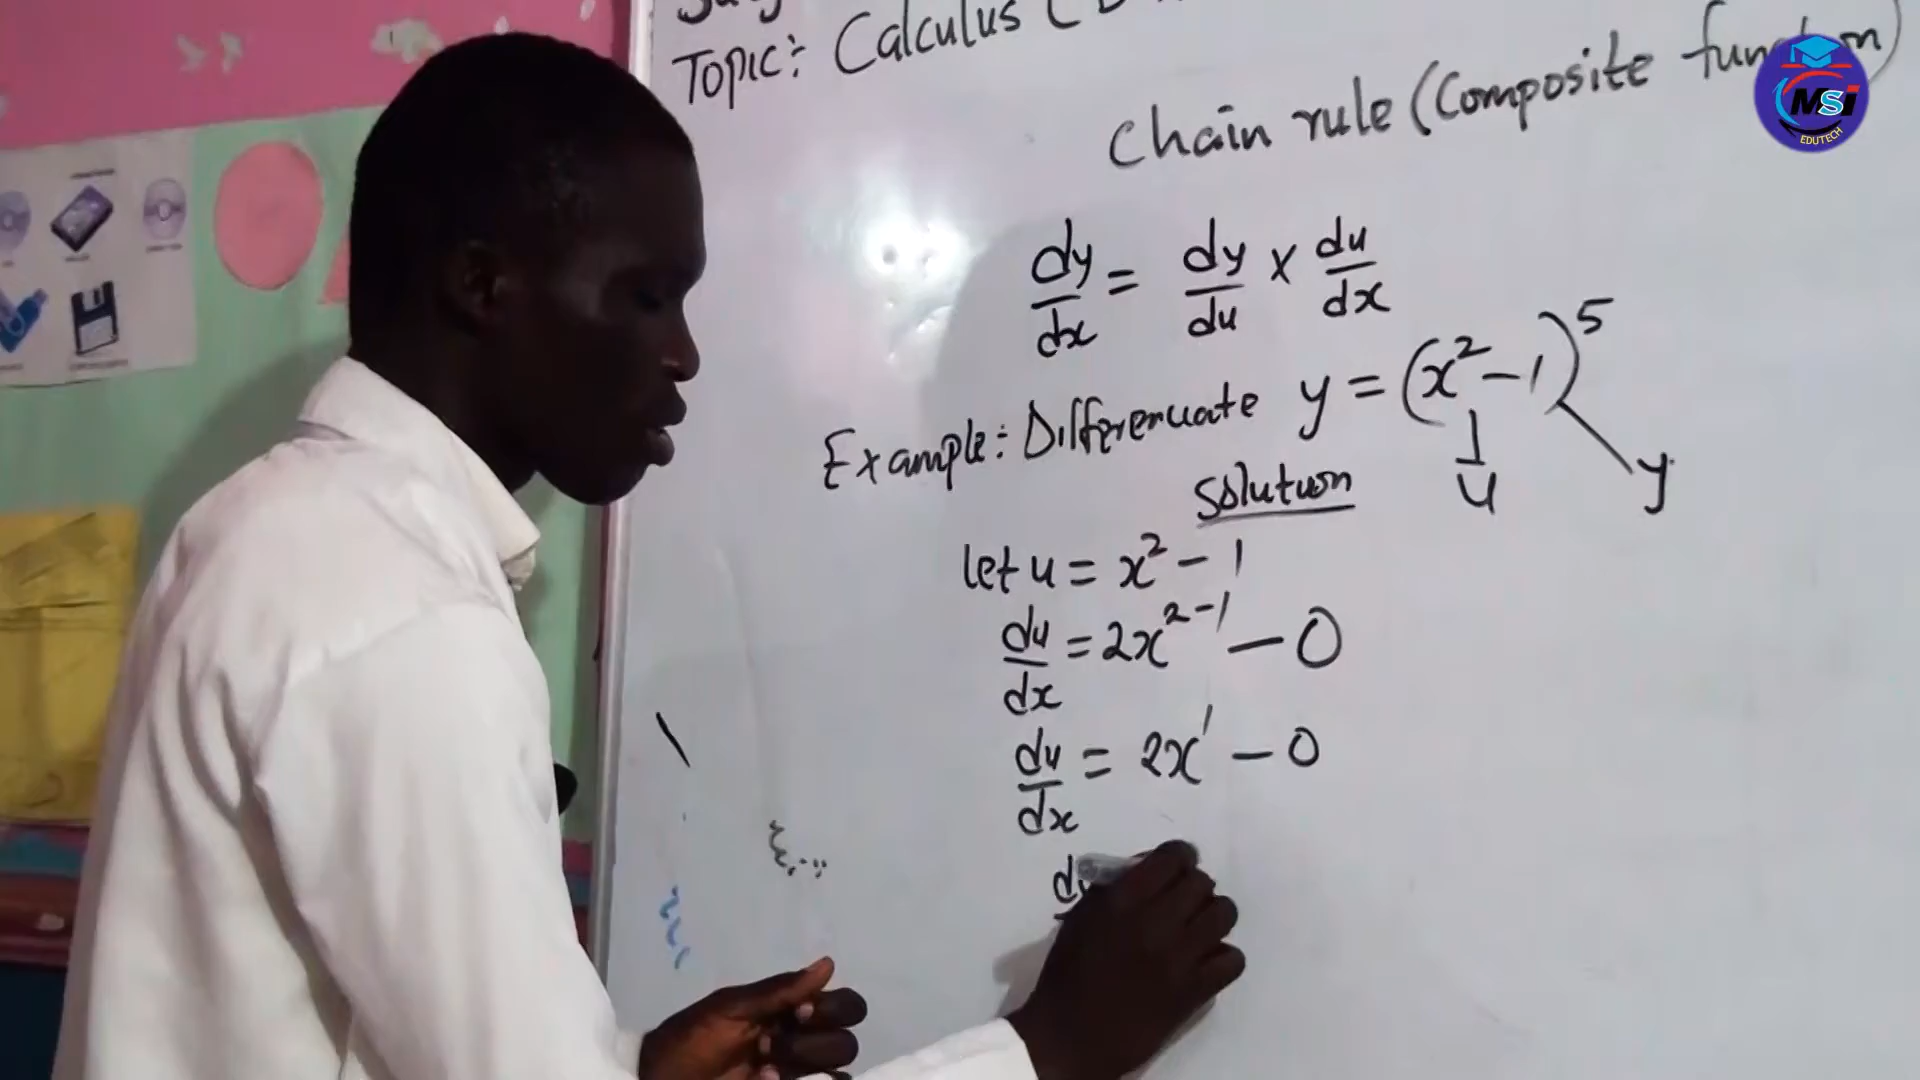 Topic: Calculus (
Chain rule (Composite function)
MSI
EDUTECH
dy/dx = dy/du × du/dx
Example: Differentiate y = (x² - 1)⁵
u
y
Solution
let u = x² - 1
du/dx = 2x²⁻¹ - 0
du/dx = 2x¹ - 0